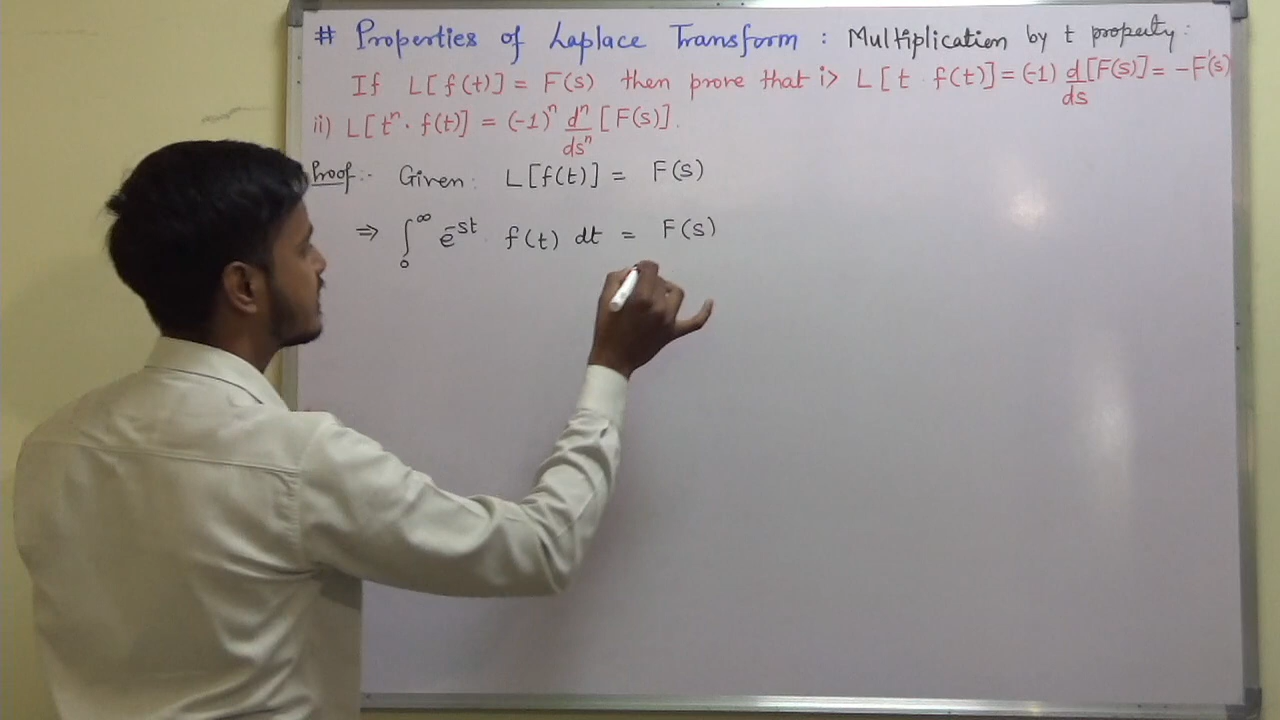 # Properties of Laplace Transform : Multiplication by t property:
If L[f(t)] = F(s) then prove that i> L[t f(t)] = (-1) d/ds [F(s)] = -F'(s)
ii) L[tⁿ · f(t)] = (-1)ⁿ dⁿ/dsⁿ [F(s)].
Proof:- Given: L[f(t)] = F(s)
⇒ ∫₀^∞ e^-st · f(t) dt = F(s)